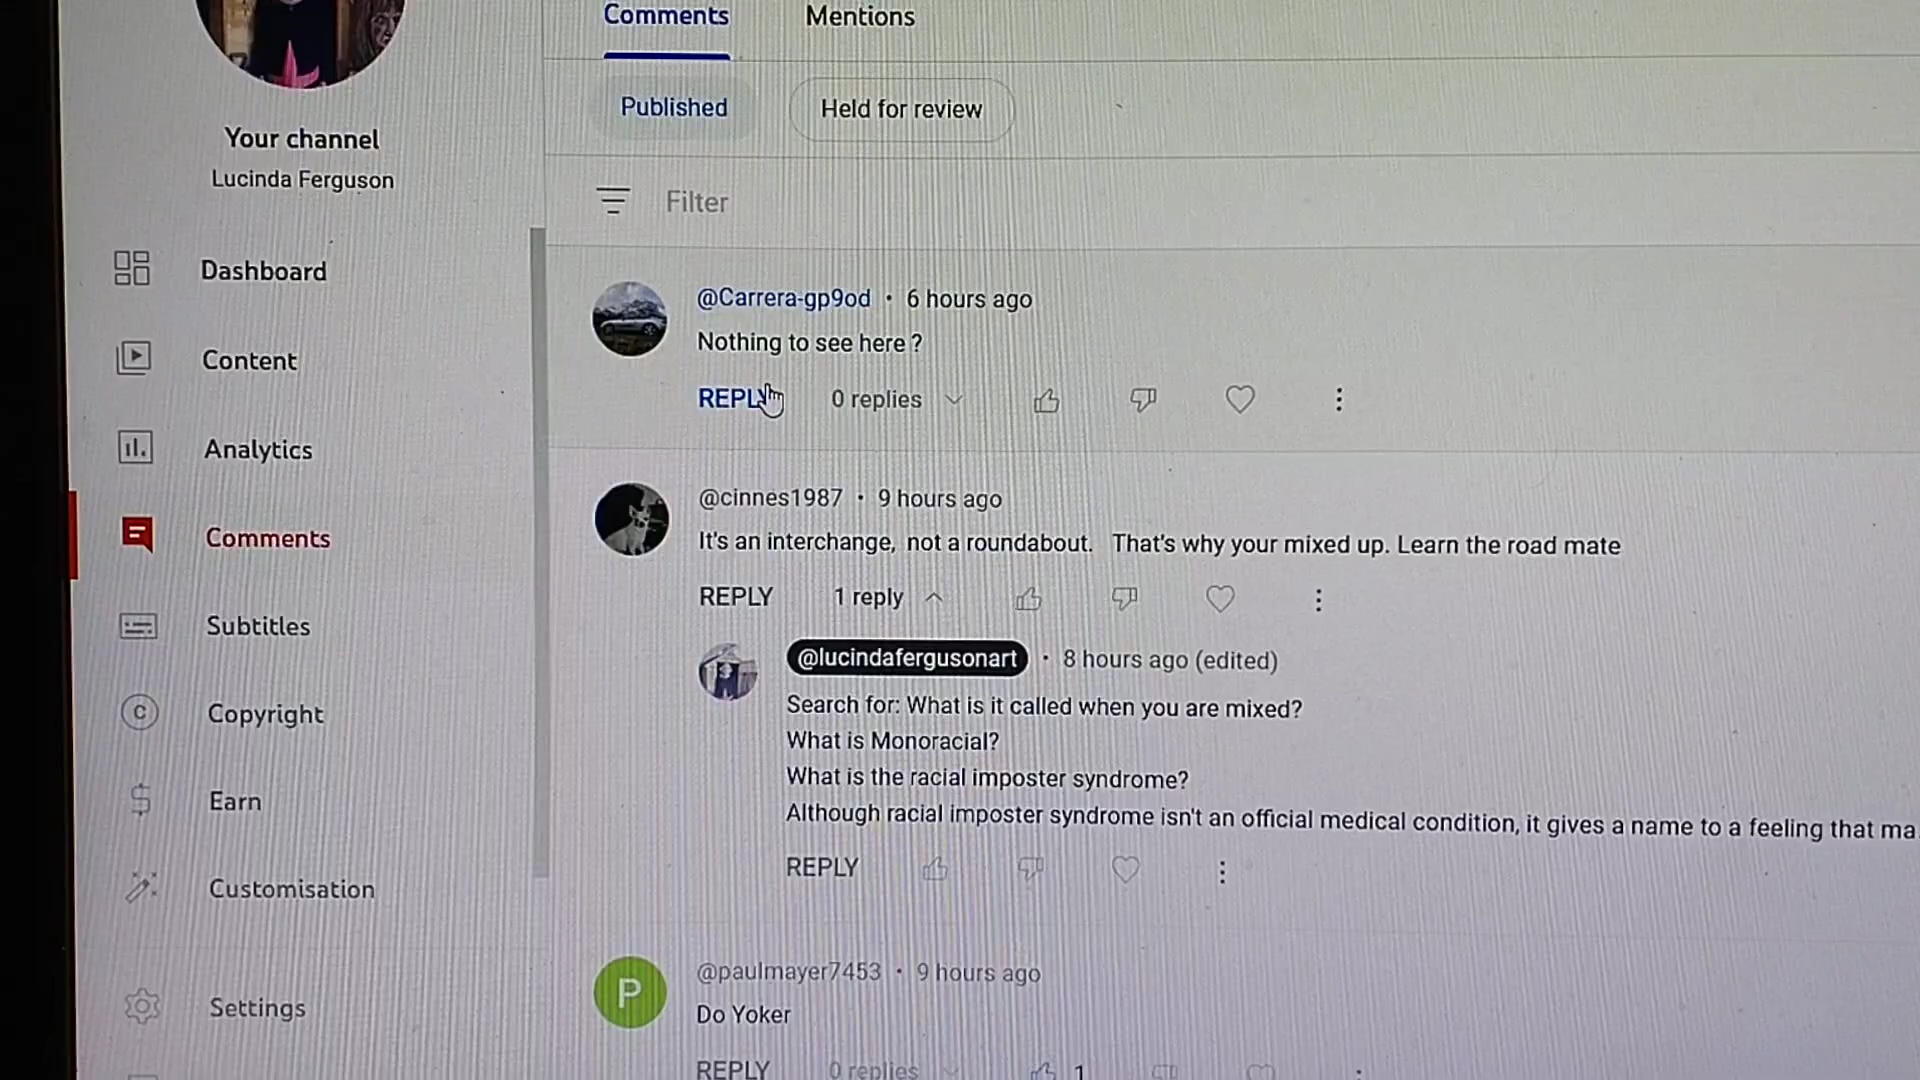 Comments
Mentions
Published
Held for review
Your channel
Lucinda Ferguson
Filter
Dashboard
Content
Analytics
Comments
Subtitles
Copyright
Earn
Customisation
Settings
@Carrera-gp9od • 6 hours ago
Nothing to see here ?
REPLY
0 replies
@cinnes1987 • 9 hours ago
It's an interchange, not a roundabout. That's why your mixed up. Learn the road mate
REPLY
1 reply
@lucindafergusonart • 8 hours ago (edited)
Search for: What is it called when you are mixed?
What is Monoracial?
What is the racial imposter syndrome?
Although racial imposter syndrome isn't an official medical condition, it gives a name to a feeling that
REPLY
P
@paulmayer7453 • 9 hours ago
Do Yoker
REPLY
0 replies
1